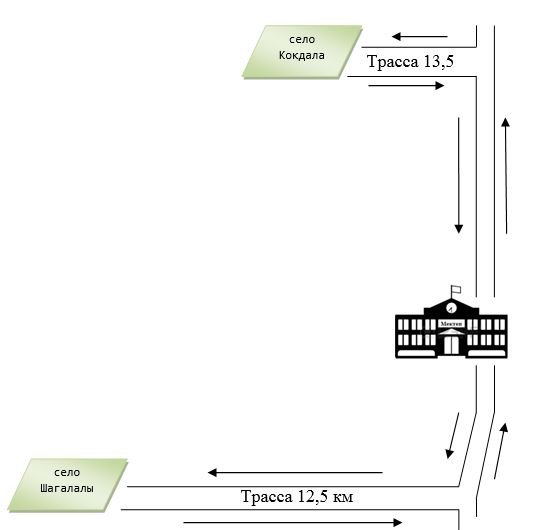 село
Кокдала
Трасса 13,5
Мектеп
село
Шагалалы
Трасса 12,5 км